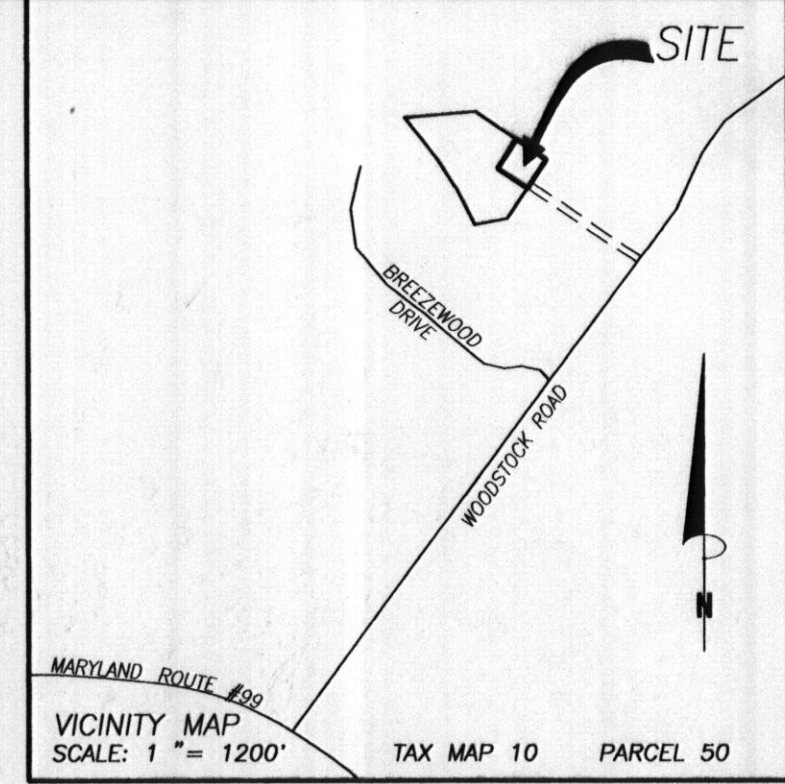 SITE
BREEZEWOOD
DRIVE
WOODSTOCK ROAD
N
MARYLAND ROUTE #99
VICINITY MAP
SCALE: 1 "= 1200' TAX MAP 10 PARCEL 50